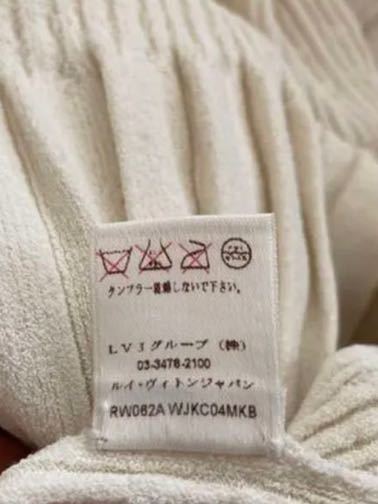 タンブラー乾燥しないで下さい。
LVJグループ（株）
03-3478-2100
ルイ・ヴィトンジャパン
RW062A WJKC04MKB